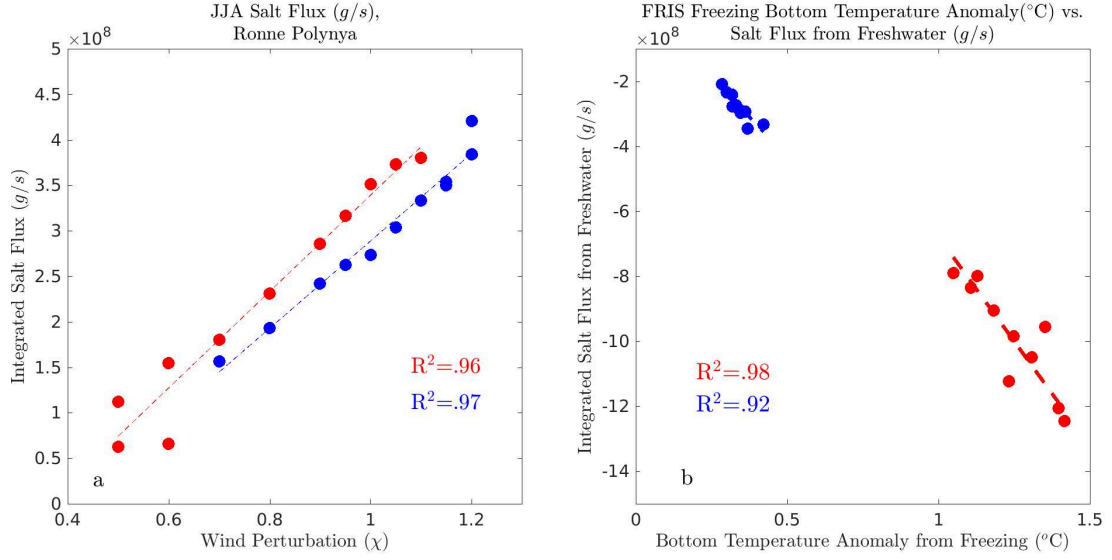 JJA Salt Flux (g/s),
Ronne Polynya
×10⁸
5
4.5
4
3.5
3
2.5
2
1.5
1
0.5
0
0.4
0.6
0.8
1
1.2
Integrated Salt Flux (g/s)
Wind Perturbation (χ)
R²=.96
R²=.97
a
FRIS Freezing Bottom Temperature Anomaly(°C) vs.
Salt Flux from Freshwater (g/s)
×10⁸
-2
-4
-6
-8
-10
-12
-14
0
0.5
1
1.5
Integrated Salt Flux from Freshwater (g/s)
Bottom Temperature Anomaly from Freezing (°C)
R²=.98
R²=.92
b